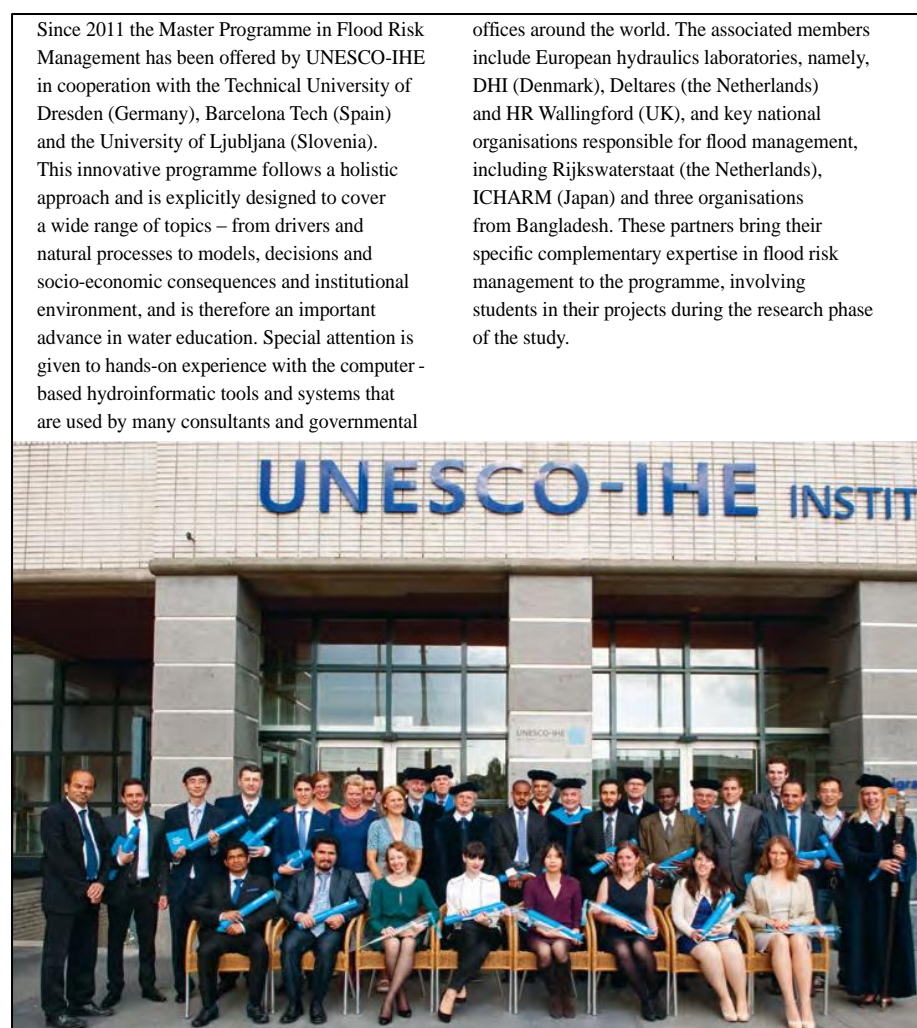 Since 2011 the Master Programme in Flood Risk
Management has been offered by UNESCO-IHE
in cooperation with the Technical University of
Dresden (Germany), Barcelona Tech (Spain)
and the University of Ljubljana (Slovenia).
This innovative programme follows a holistic
approach and is explicitly designed to cover
a wide range of topics – from drivers and
natural processes to models, decisions and
socio-economic consequences and institutional
environment, and is therefore an important
advance in water education. Special attention is
given to hands-on experience with the computer -
based hydroinformatic tools and systems that
are used by many consultants and governmental
offices around the world. The associated members
include European hydraulics laboratories, namely,
DHI (Denmark), Deltares (the Netherlands)
and HR Wallingford (UK), and key national
organisations responsible for flood management,
including Rijkswaterstaat (the Netherlands),
ICHARM (Japan) and three organisations
from Bangladesh. These partners bring their
specific complementary expertise in flood risk
management to the programme, involving
students in their projects during the research phase
of the study.
UNESCO-IHE INSTIT
UNESCO-IHE